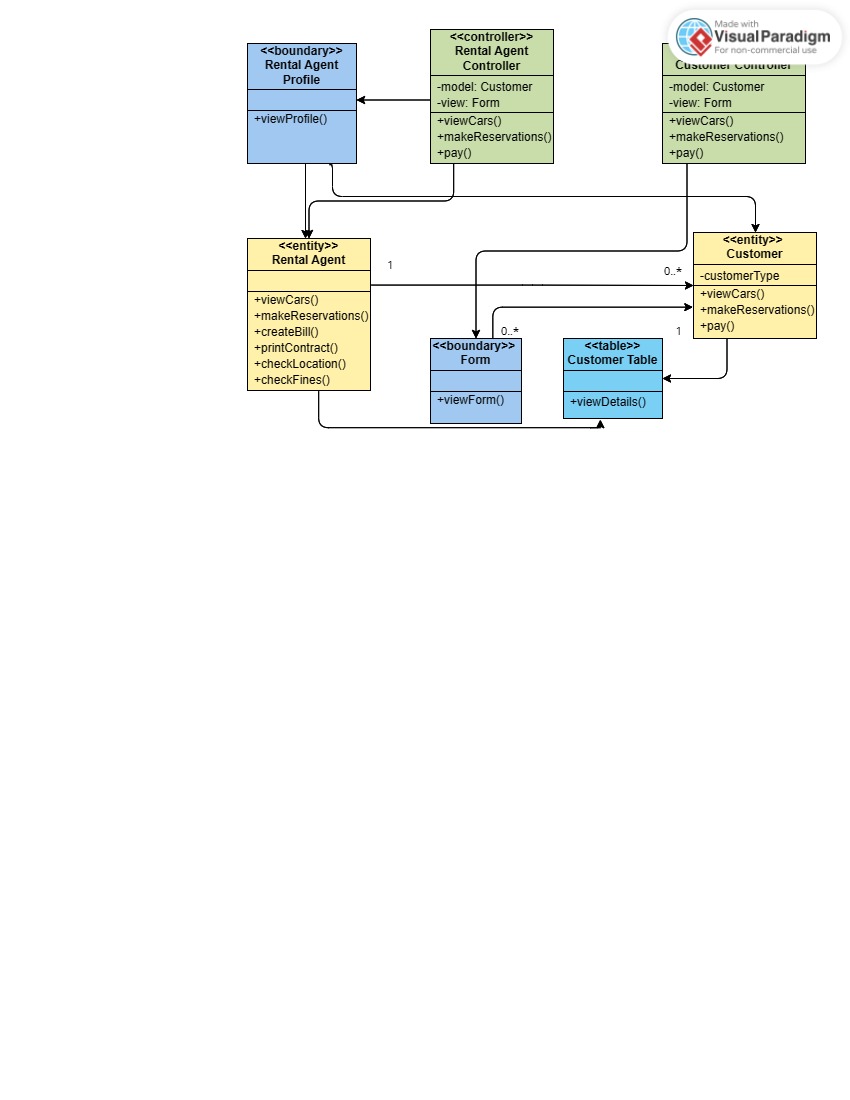 Made with
Visual Paradigm
For non-commercial use
<<boundary>>
Rental Agent
Profile
+viewProfile()
<<controller>>
Rental Agent
Controller
-model: Customer
-view: Form
+viewCars()
+makeReservations()
+pay()
Customer Controller
-model: Customer
-view: Form
+viewCars()
+makeReservations()
+pay()
<<entity>>
Rental Agent
+viewCars()
+makeReservations()
+createBill()
+printContract()
+checkLocation()
+checkFines()
1
0..*
<<entity>>
Customer
-customerType
+viewCars()
+makeReservations()
+pay()
0..*
1
<<boundary>>
Form
+viewForm()
<<table>>
Customer Table
+viewDetails()